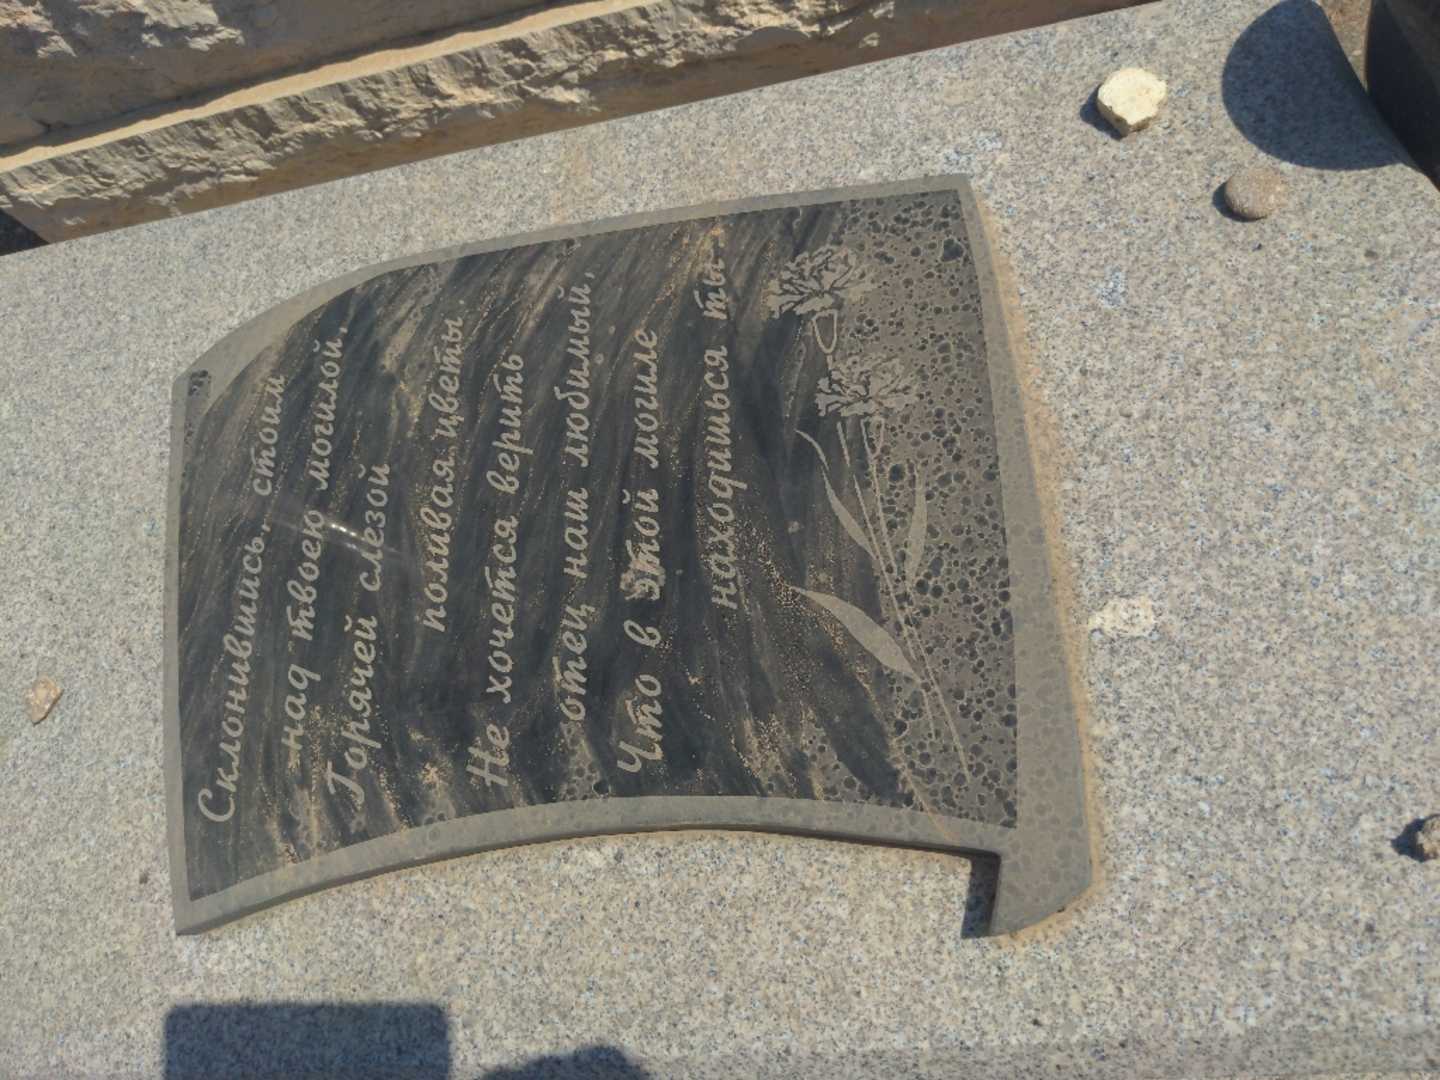 Склонившись, стоим
над твоею могилой,
Горячей слезой
поливая цветы.
Не хочется верить
отец наш любимый,
Что в этой могиле
находишься ты.